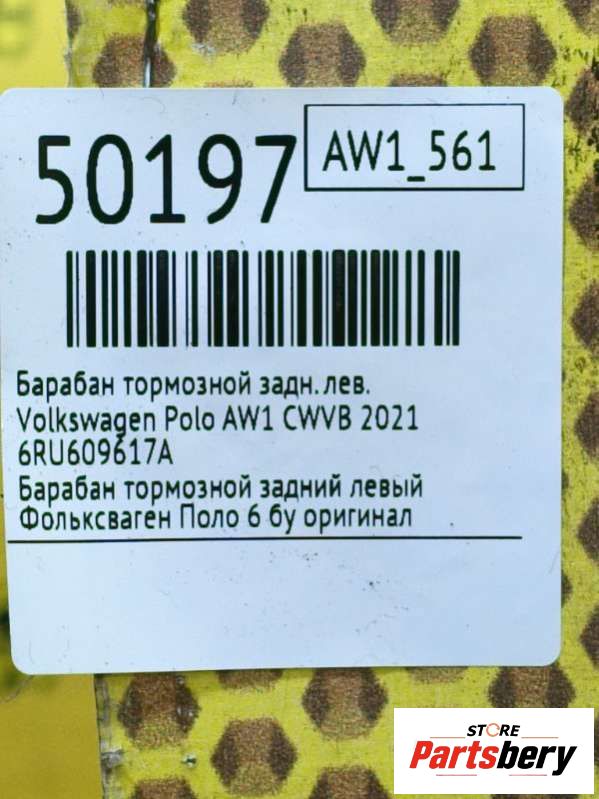 50197
AW1_561
Барабан тормозной задн. лев.
Volkswagen Polo AW1 CWVB 2021
6RU609617A
Барабан тормозной задний левый
Фольксваген Поло 6 бу оригинал
STORE
Partsbery